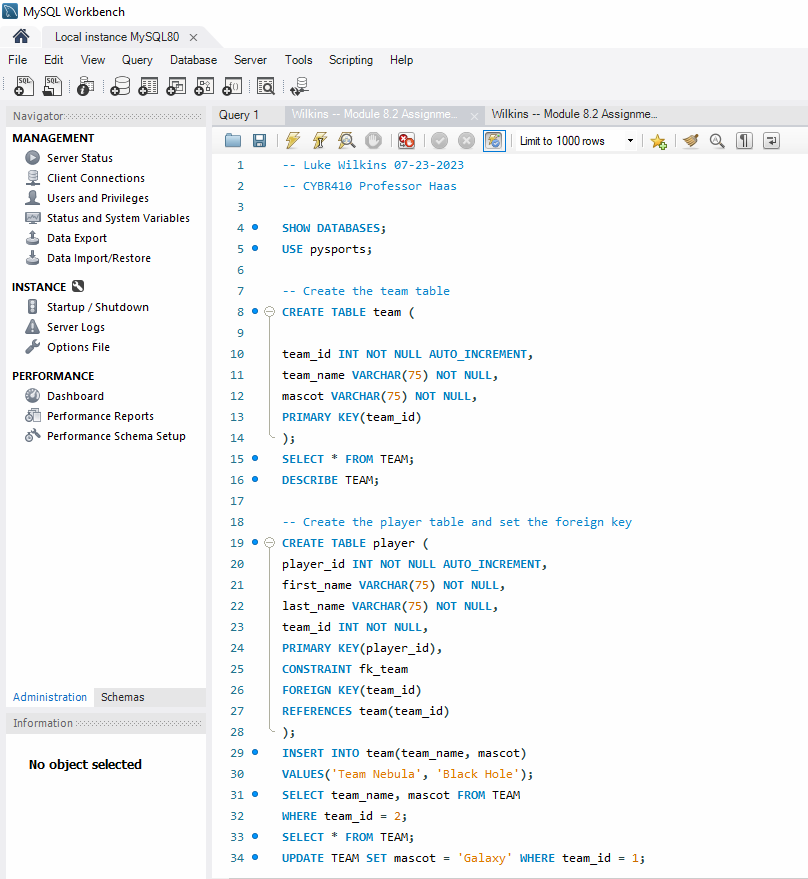 MySQL Workbench
Local instance MySQL80
File Edit View Query Database Server Tools Scripting Help
Navigator
MANAGEMENT
Server Status
Client Connections
Users and Privileges
Status and System Variables
Data Export
Data Import/Restore
INSTANCE
Startup / Shutdown
Server Logs
Options File
PERFORMANCE
Dashboard
Performance Reports
Performance Schema Setup
Administration Schemas
Information
No object selected
Query 1 Wilkins -- Module 8.2 Assignme... Wilkins -- Module 8.2 Assignme...
Limit to 1000 rows
1 -- Luke Wilkins 07-23-2023
2 -- CYBR410 Professor Haas
3
4 SHOW DATABASES;
5 USE pysports;
6
7 -- Create the team table
8 CREATE TABLE team (
9
10 team_id INT NOT NULL AUTO_INCREMENT,
11 team_name VARCHAR(75) NOT NULL,
12 mascot VARCHAR(75) NOT NULL,
13 PRIMARY KEY(team_id)
14 );
15 SELECT * FROM TEAM;
16 DESCRIBE TEAM;
17
18 -- Create the player table and set the foreign key
19 CREATE TABLE player (
20 player_id INT NOT NULL AUTO_INCREMENT,
21 first_name VARCHAR(75) NOT NULL,
22 last_name VARCHAR(75) NOT NULL,
23 team_id INT NOT NULL,
24 PRIMARY KEY(player_id),
25 CONSTRAINT fk_team
26 FOREIGN KEY(team_id)
27 REFERENCES team(team_id)
28 );
29 INSERT INTO team(team_name, mascot)
30 VALUES('Team Nebula', 'Black Hole');
31 SELECT team_name, mascot FROM TEAM
32 WHERE team_id = 2;
33 SELECT * FROM TEAM;
34 UPDATE TEAM SET mascot = 'Galaxy' WHERE team_id = 1;